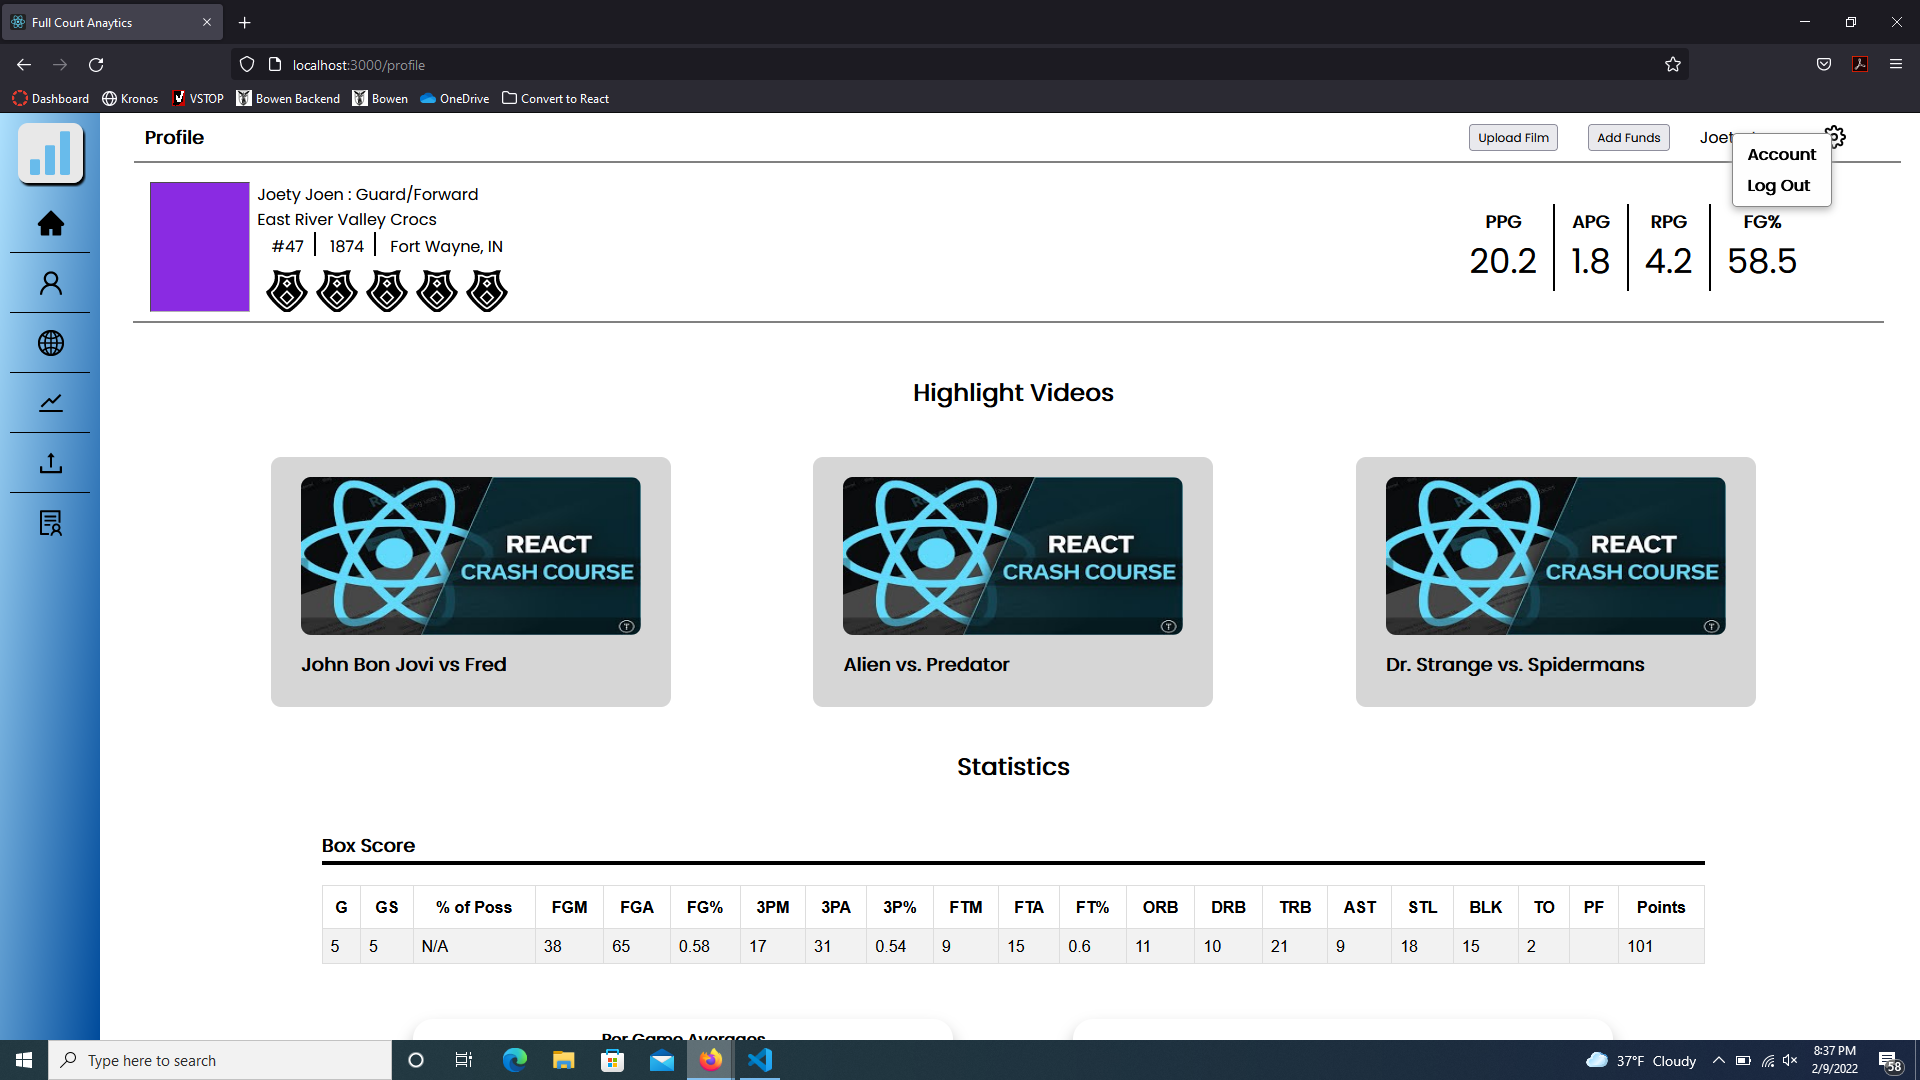 Full Court Anaytics
localhost:3000/profile
Dashboard Kronos VSTOP Bowen Backend Bowen OneDrive Convert to React
Profile
Upload Film Add Funds
Account
Log Out
Joety Joen : Guard/Forward
East River Valley Crocs
#47 1874 Fort Wayne, IN
PPG APG RPG FG%
20.2 1.8 4.2 58.5
Highlight Videos
REACT
CRASH COURSE
REACT
CRASH COURSE
REACT
CRASH COURSE
John Bon Jovi vs Fred
Alien vs. Predator
Dr. Strange vs. Spidermans
Statistics
Box Score
G GS % of Poss FGM FGA FG% 3PM 3PA 3P% FTM FTA FT% ORB DRB TRB AST STL BLK TO PF Points
5 5 N/A 38 65 0.58 17 31 0.54 9 15 0.6 11 10 21 9 18 15 2 101
Per Game Averages
Type here to search
37°F Cloudy
8:37 PM
2/9/2022
58